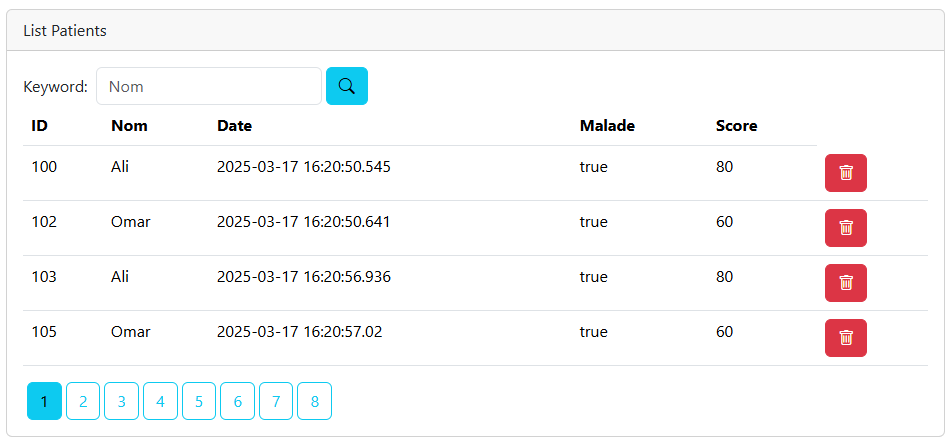 List Patients
Keyword: Nom
ID Nom Date Malade Score
100 Ali 2025-03-17 16:20:50.545 true 80
102 Omar 2025-03-17 16:20:50.641 true 60
103 Ali 2025-03-17 16:20:56.936 true 80
105 Omar 2025-03-17 16:20:57.02 true 60
1 2 3 4 5 6 7 8